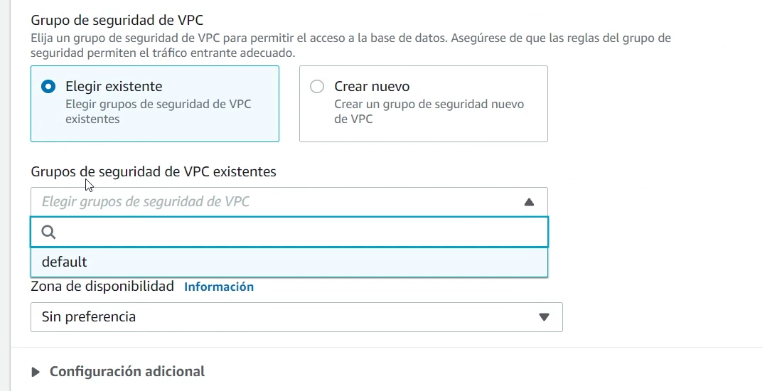 Grupo de seguridad de VPC
Elija un grupo de seguridad de VPC para permitir el acceso a la base de datos. Asegúrese de que las reglas del grupo de
seguridad permiten el tráfico entrante adecuado.
Elegir existente
Elegir grupos de seguridad de VPC
existentes
Crear nuevo
Crear un grupo de seguridad nuevo
de VPC
Grupos de seguridad de VPC existentes
Elegir grupos de seguridad de VPC
default
Zona de disponibilidad Información
Sin preferencia
Configuración adicional